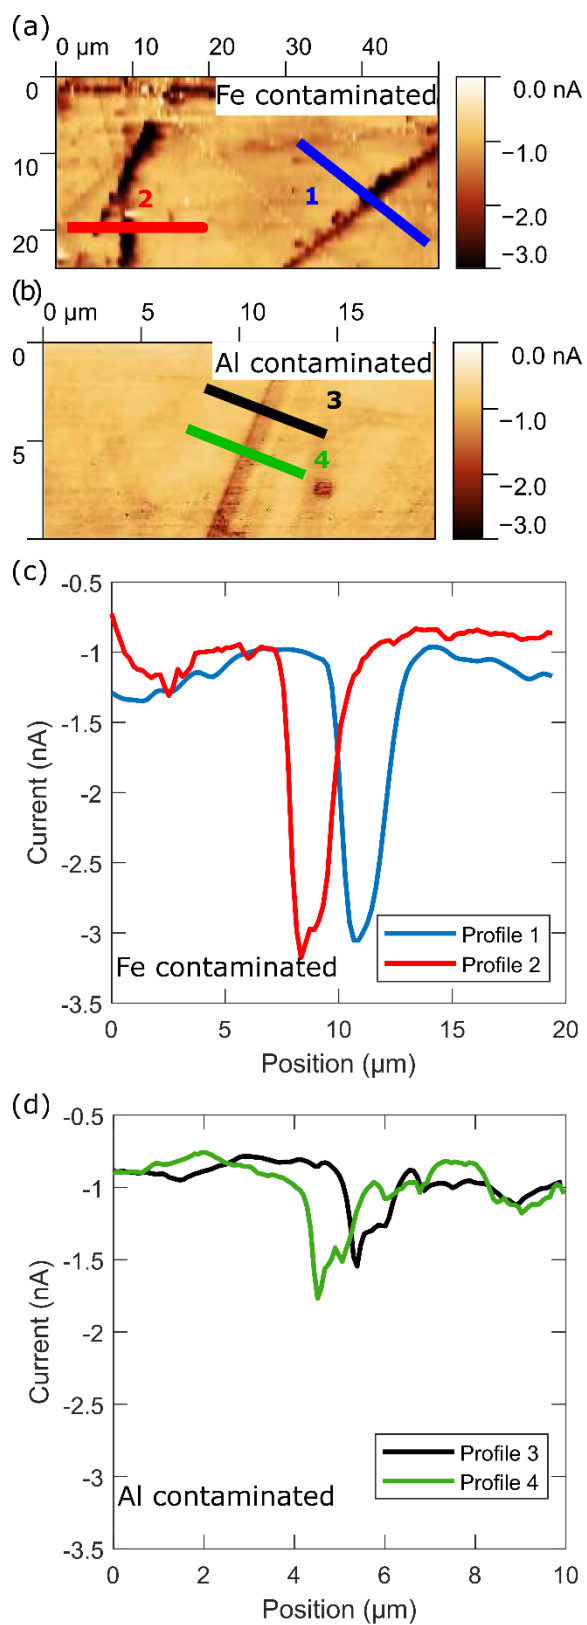 (a)
0 µm 10 20 30 40
0
10
20
Fe contaminated
1
2
0.0 nA
−1.0
−2.0
−3.0
(b)
0 µm 5 10 15
0
5
Al contaminated
3
4
0.0 nA
−1.0
−2.0
−3.0
(c)
-0.5
-1
-1.5
-2
-2.5
-3
-3.5
Current (nA)
Profile 1
Profile 2
Fe contaminated
0 5 10 15 20
Position (µm)
(d)
-0.5
-1
-1.5
-2
-2.5
-3
-3.5
Current (nA)
Profile 3
Profile 4
Al contaminated
0 2 4 6 8 10
Position (µm)